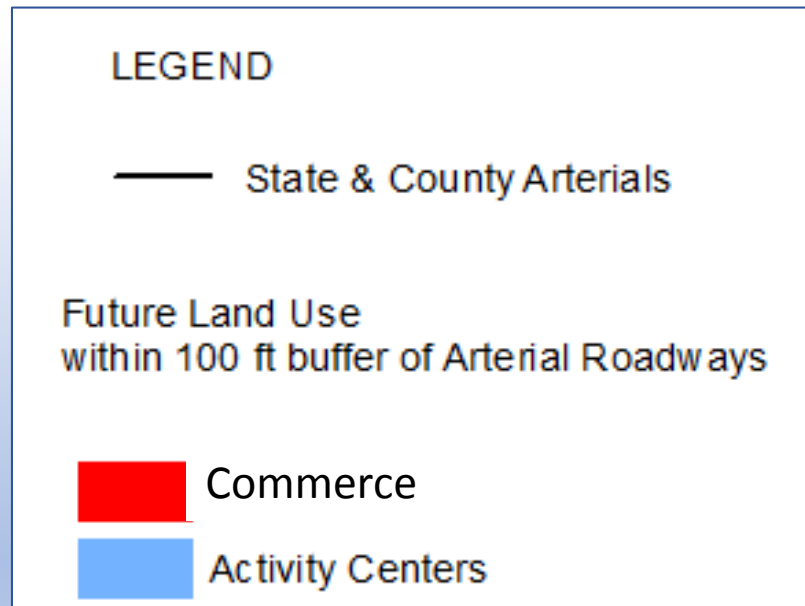 LEGEND
State & County Arterials
Future Land Use
within 100 ft buffer of Arterial Roadways
Commerce
Activity Centers